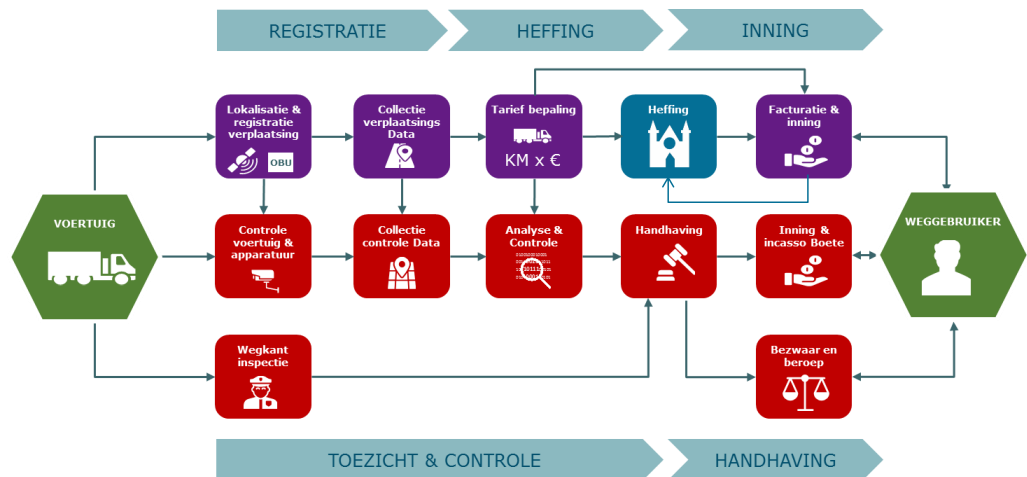 REGISTRATIE
HEFFING
INNING
Lokalisatie &
registratie
verplaatsing
OBU
Collectie
verplaatsings
Data
Tarief bepaling
KM x €
Heffing
Facturatie &
inning
VOERTUIG
Controle
voertuig &
apparatuur
Collectie
controle Data
Analyse &
Controle
Handhaving
Inning &
incasso Boete
WEGGEBRUIKER
Wegkant
inspectie
Bezwaar en
beroep
TOEZICHT & CONTROLE
HANDHAVING